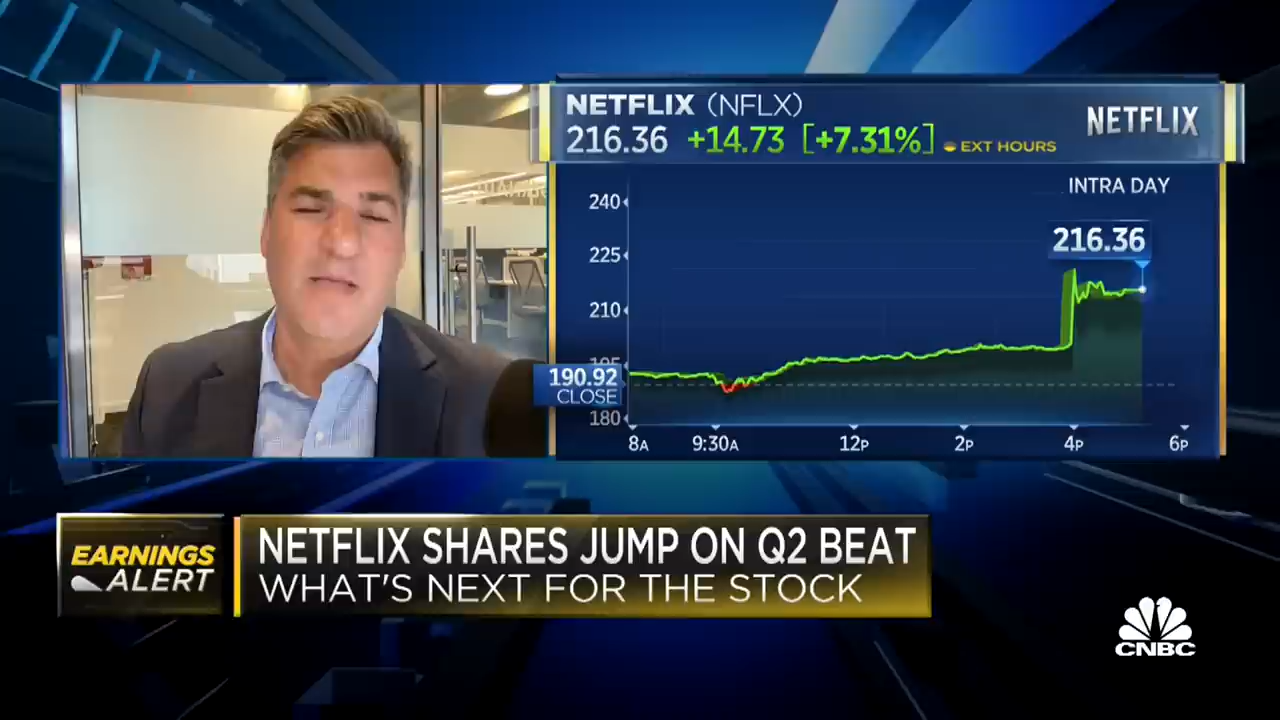 NETFLIX (NFLX)
216.36 +14.73 [+7.31%] EXT HOURS
NETFLIX
INTRA DAY
240
225
210
195
180
216.36
190.92
CLOSE
8A 9:30A 12P 2P 4P 6P
EARNINGS
ALERT
NETFLIX SHARES JUMP ON Q2 BEAT
WHAT'S NEXT FOR THE STOCK
CNBC